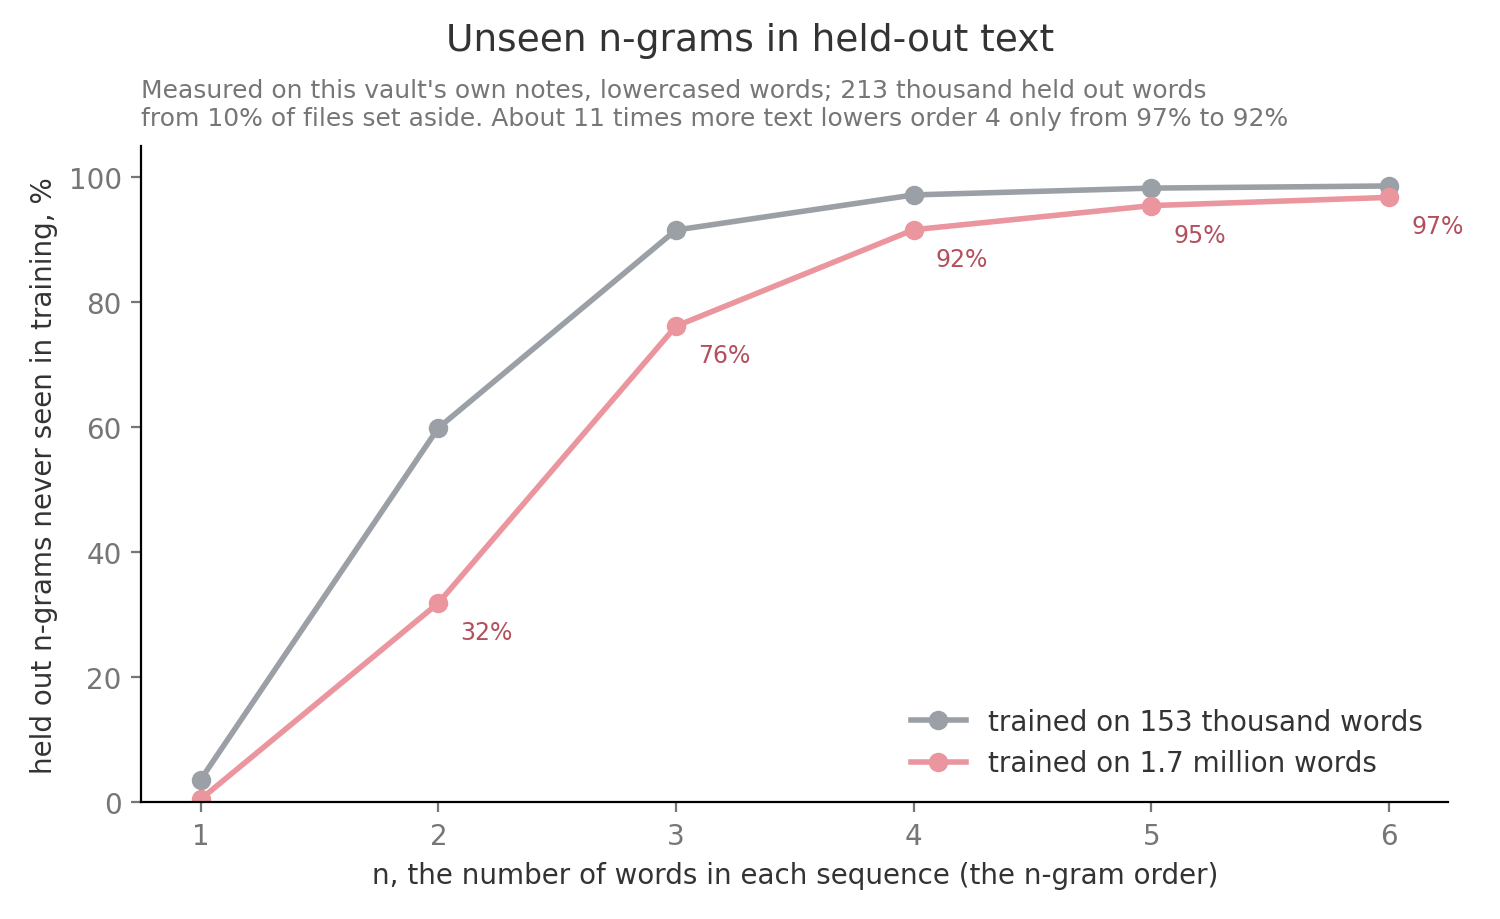 Unseen n-grams in held-out text
Measured on this vault's own notes, lowercased words; 213 thousand held out words
from 10% of files set aside. About 11 times more text lowers order 4 only from 97% to 92%
held out n-grams never seen in training, %
100
80
60
40
20
0
32%
76%
92%
95%
97%
trained on 153 thousand words
trained on 1.7 million words
1
2
3
4
5
6
n, the number of words in each sequence (the n-gram order)